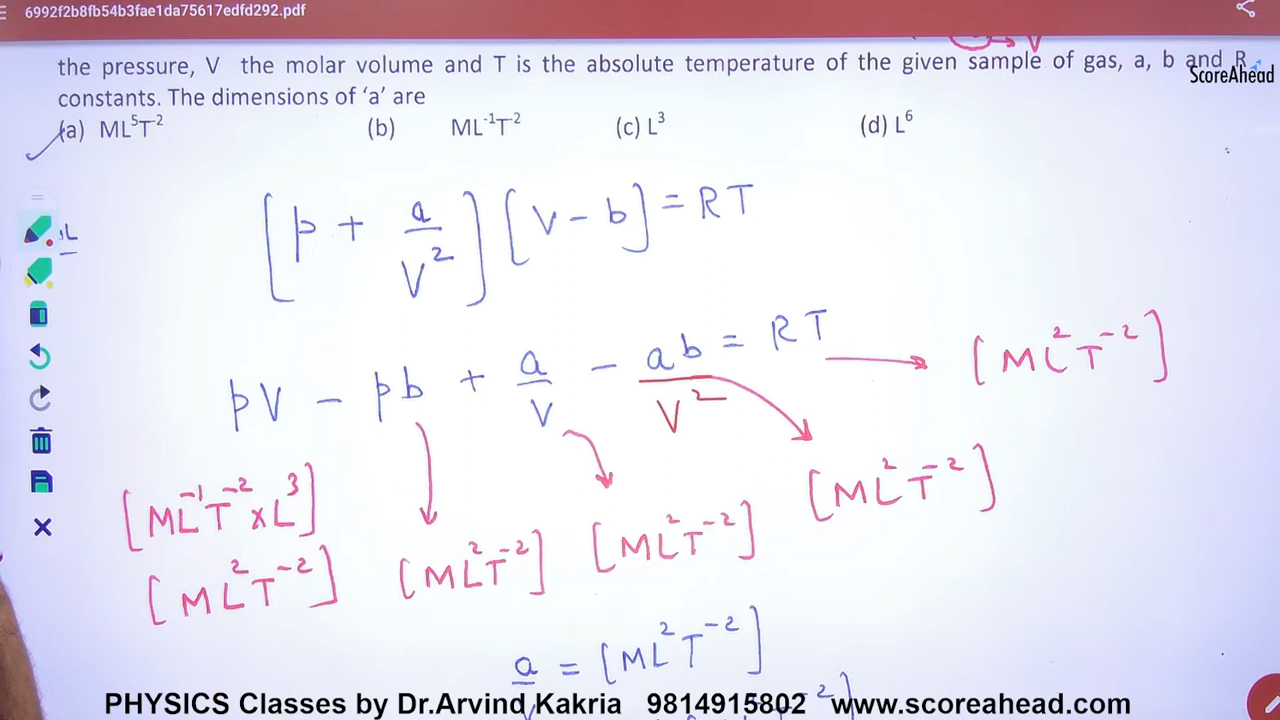 6992f2b8fb54b3fae1da75617edfd292.pdf
V
the pressure, V the molar volume and T is the absolute temperature of the given sample of gas, a, b and R
ScoreAhead
constants. The dimensions of ‘a’ are
(a) ML⁵T⁻² (b) ML⁻¹T⁻² (c) L³ (d) L⁶
[p + a/V²] [V – b] = RT
pV – pb + a/V – ab/V² = RT → [ML²T⁻²]
[ML⁻¹T⁻² × L³]
[ML²T⁻²] [ML²T⁻²] [ML²T⁻²] [ML²T⁻²]
a = [ML²T⁻²]
PHYSICS Classes by Dr.Arvind Kakria 9814915802 www.scoreahead.com